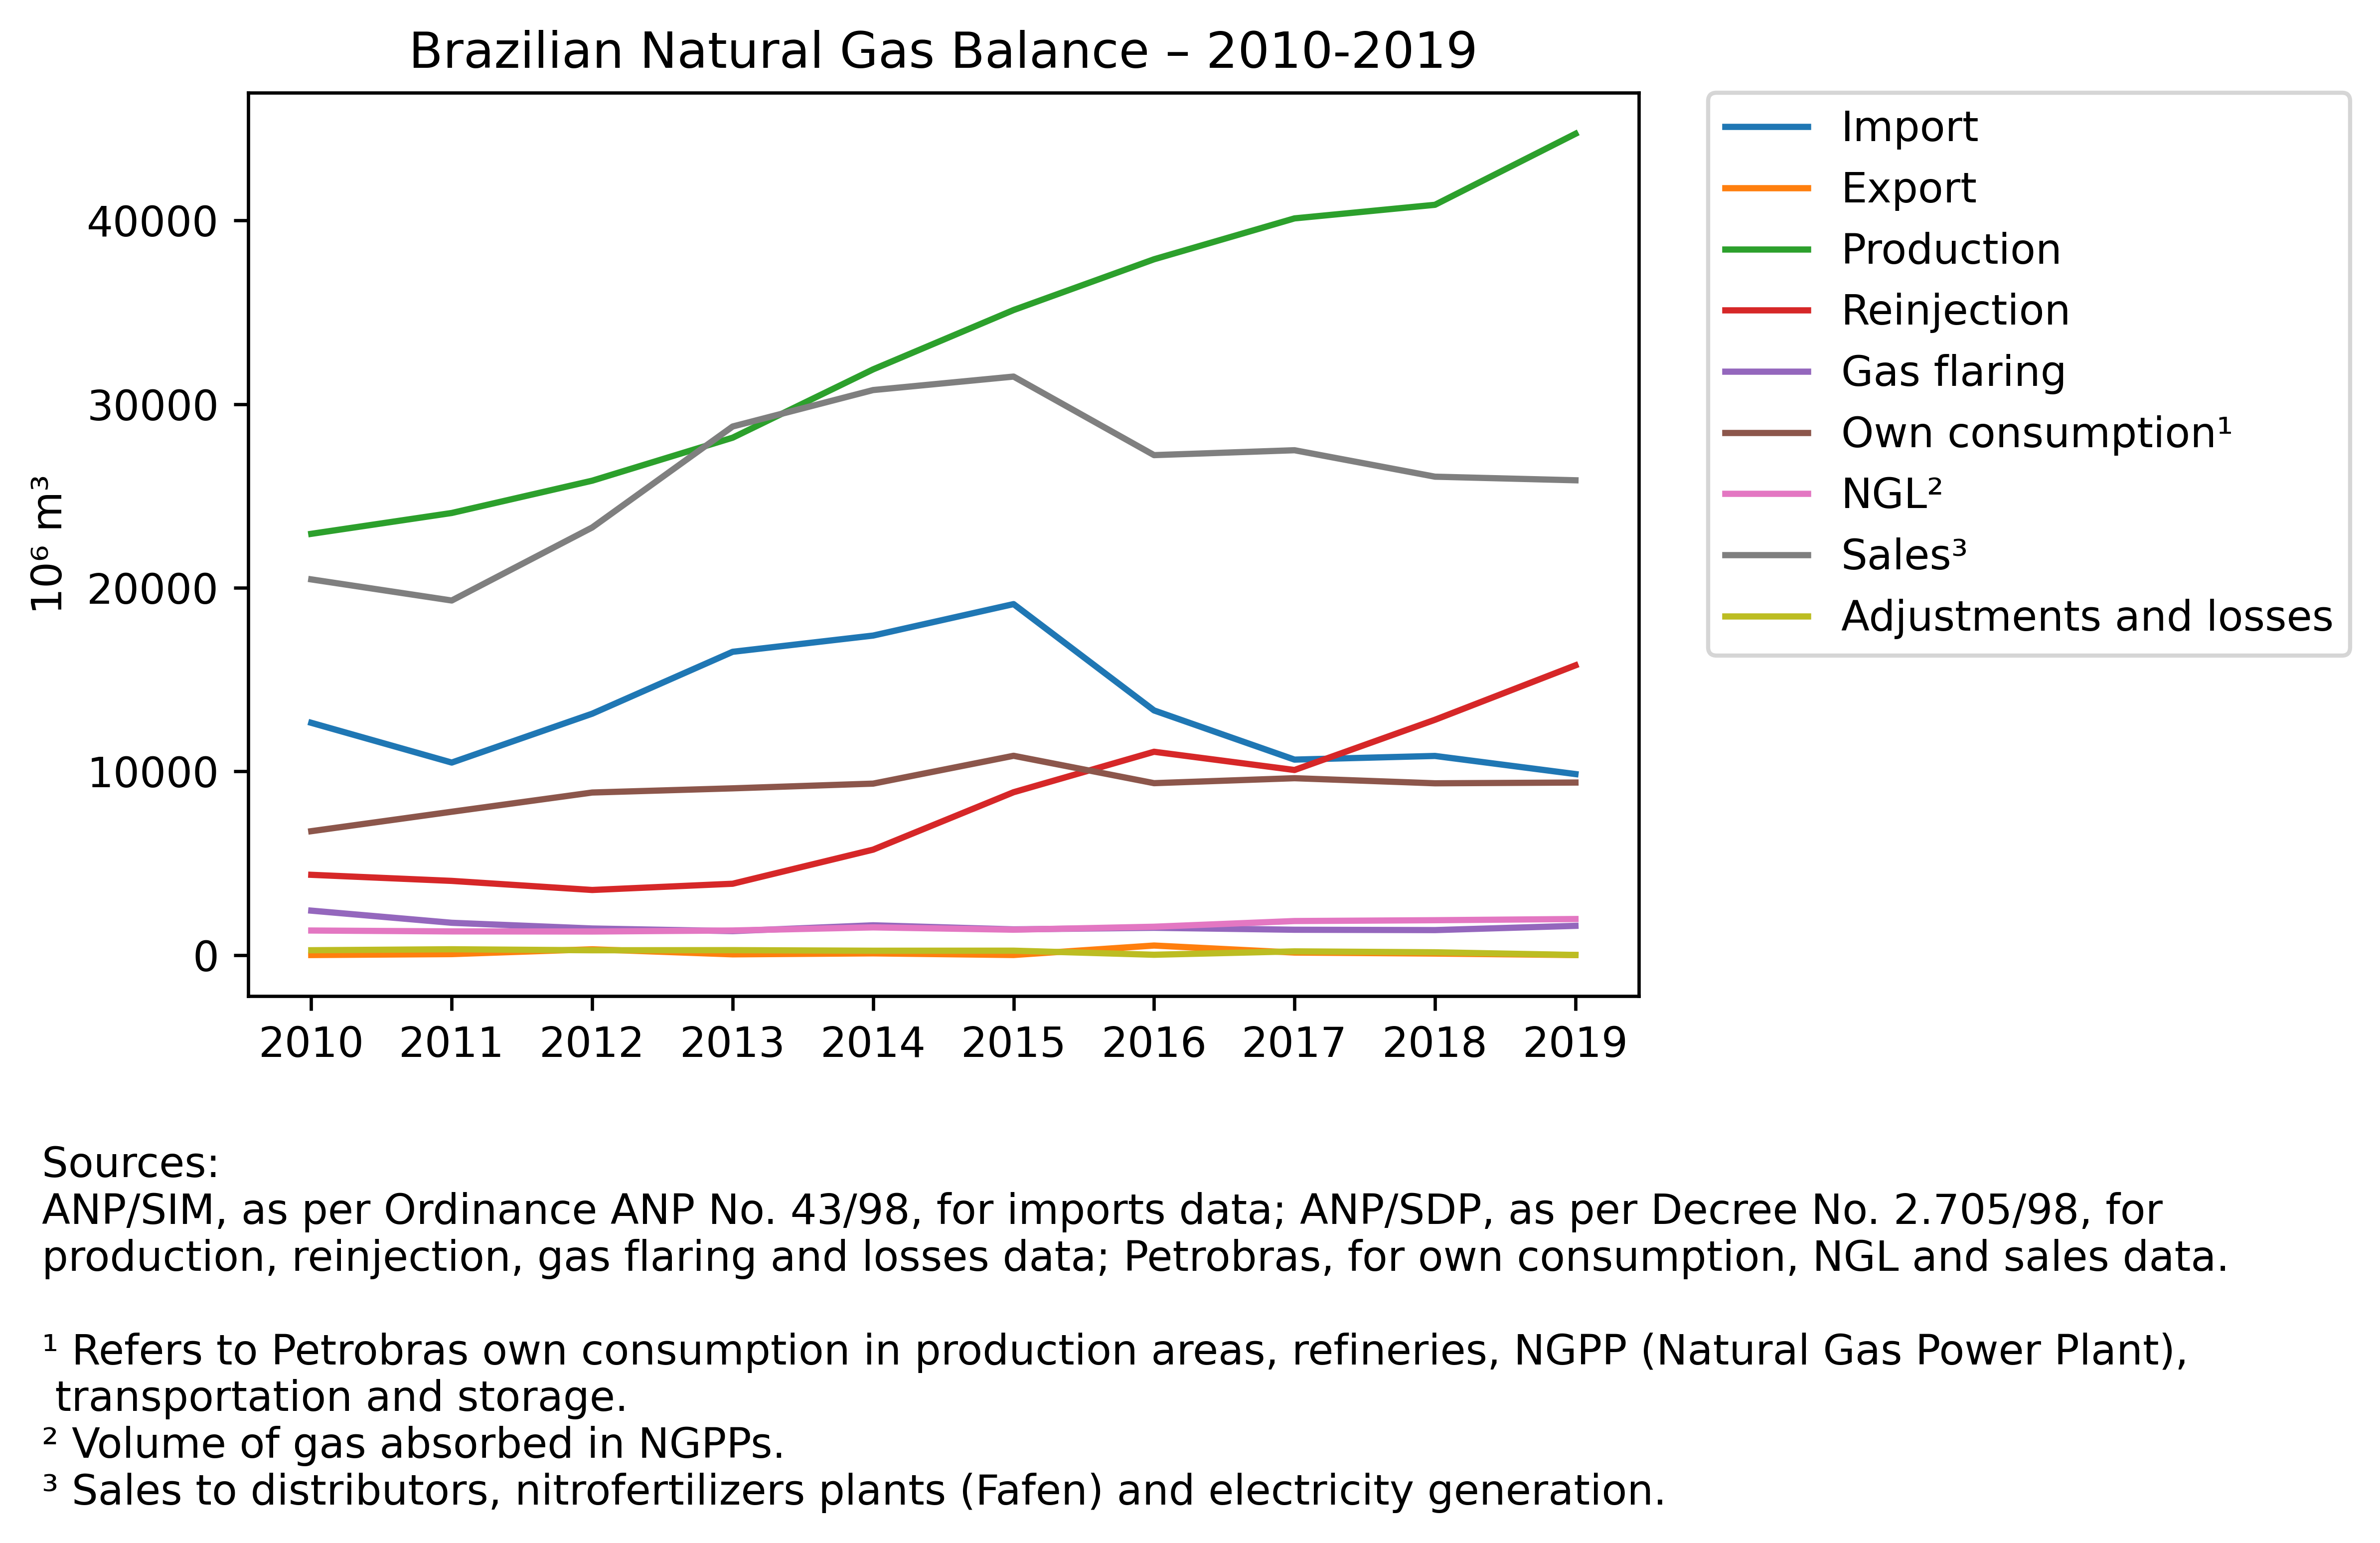 Brazilian Natural Gas Balance – 2010-2019
10⁶ m³
40000
30000
20000
10000
0
2010 2011 2012 2013 2014 2015 2016 2017 2018 2019
Import
Export
Production
Reinjection
Gas flaring
Own consumption¹
NGL²
Sales³
Adjustments and losses
Sources:
ANP/SIM, as per Ordinance ANP No. 43/98, for imports data; ANP/SDP, as per Decree No. 2.705/98, for
production, reinjection, gas flaring and losses data; Petrobras, for own consumption, NGL and sales data.
¹ Refers to Petrobras own consumption in production areas, refineries, NGPP (Natural Gas Power Plant),
transportation and storage.
² Volume of gas absorbed in NGPPs.
³ Sales to distributors, nitrofertilizers plants (Fafen) and electricity generation.